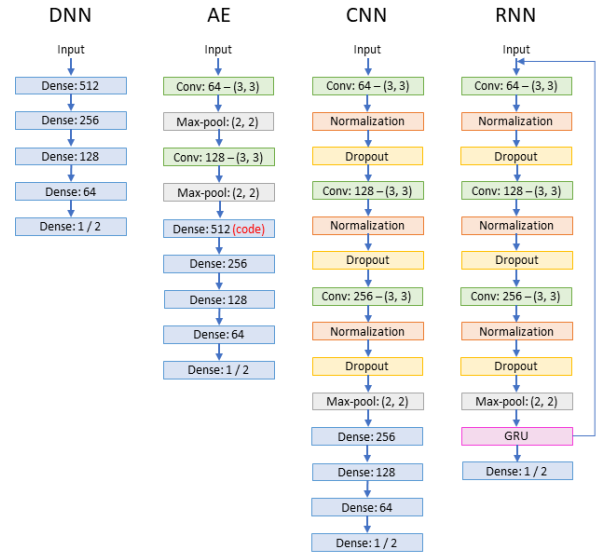 DNN
Input
Dense: 512
Dense: 256
Dense: 128
Dense: 64
Dense: 1 / 2
AE
Input
Conv: 64 – (3, 3)
Max-pool: (2, 2)
Conv: 128 – (3, 3)
Max-pool: (2, 2)
Dense: 512 (code)
Dense: 256
Dense: 128
Dense: 64
Dense: 1 / 2
CNN
Input
Conv: 64 – (3, 3)
Normalization
Dropout
Conv: 128 – (3, 3)
Normalization
Dropout
Conv: 256 – (3, 3)
Normalization
Dropout
Max-pool: (2, 2)
Dense: 256
Dense: 128
Dense: 64
Dense: 1 / 2
RNN
Input
Conv: 64 – (3, 3)
Normalization
Dropout
Conv: 128 – (3, 3)
Normalization
Dropout
Conv: 256 – (3, 3)
Normalization
Dropout
Max-pool: (2, 2)
GRU
Dense: 1 / 2